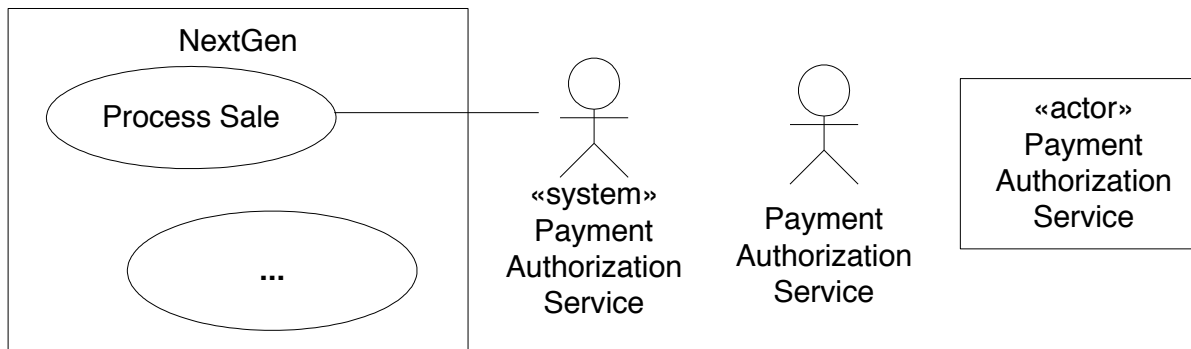 NextGen
Process Sale
...
«system»
Payment
Authorization
Service
Payment
Authorization
Service
«actor»
Payment
Authorization
Service